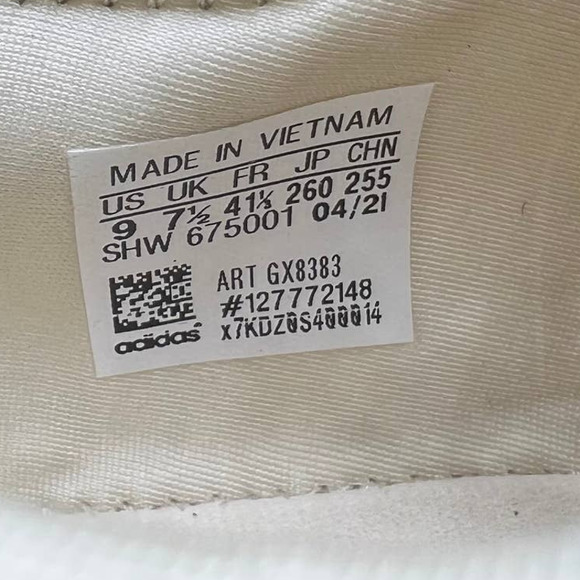 MADE IN VIETNAM
US UK FR JP CHN
9 7½ 41⅓ 260 255
SHW 675001 04/21
ART GX8383
#127772148
x7KDZ0S400014
adidas